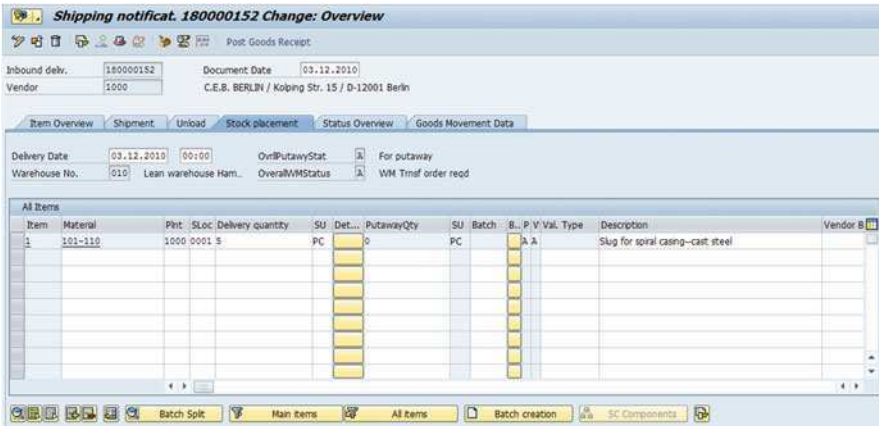 Shipping notificat. 180000152 Change: Overview
Post Goods Receipt
Inbound delv. 180000152 Document Date 03.12.2010
Vendor 1000 C.E.B. BERLIN / Kolping Str. 15 / D-12001 Berlin
Item Overview Shipment Unload Stock placement Status Overview Goods Movement Data
Delivery Date 03.12.2010 00:00 OvrlPutawyStat A For putaway
Warehouse No. 010 Lean warehouse Ham.. OverallWMStatus A WM Trnsf order reqd
All Items
Item Material Plnt SLoc Delivery quantity SU Det... PutawayQty SU Batch B.. P V Val. Type Description Vendor B
1 101-110 1000 0001 5 PC 0 PC A A Slug for spiral casing--cast steel
Batch Split Main items All items Batch creation SC Components